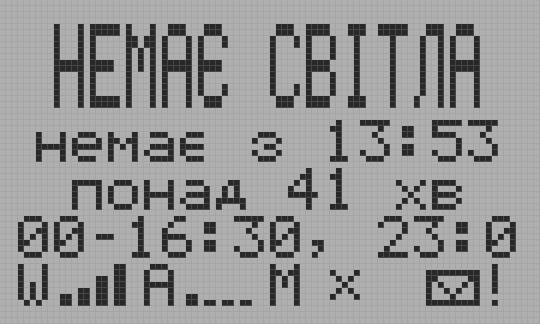 НЕМАЄ СВІТЛА
немає з 13:53
понад 41 хв
00-16:30, 23:0
W A M × !